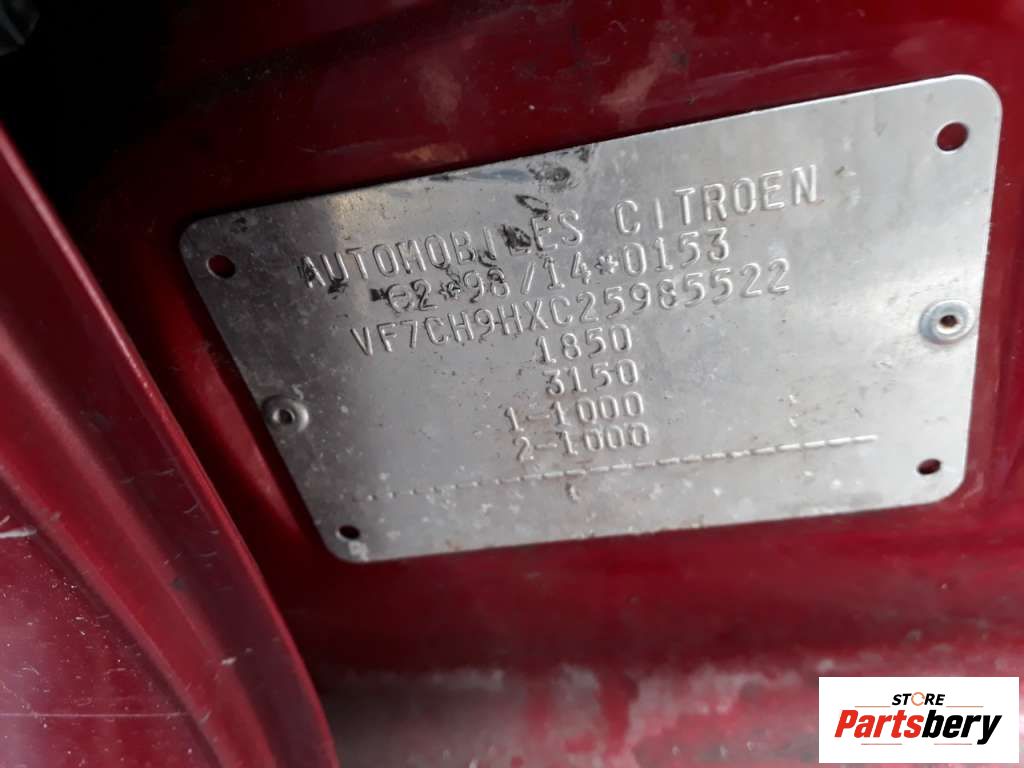 AUTOMOBILES CITROEN
e2*98/14*0153
VF7CH9HXC25985522
1850
3150
1-1000
2-1000
STORE
Partsbery